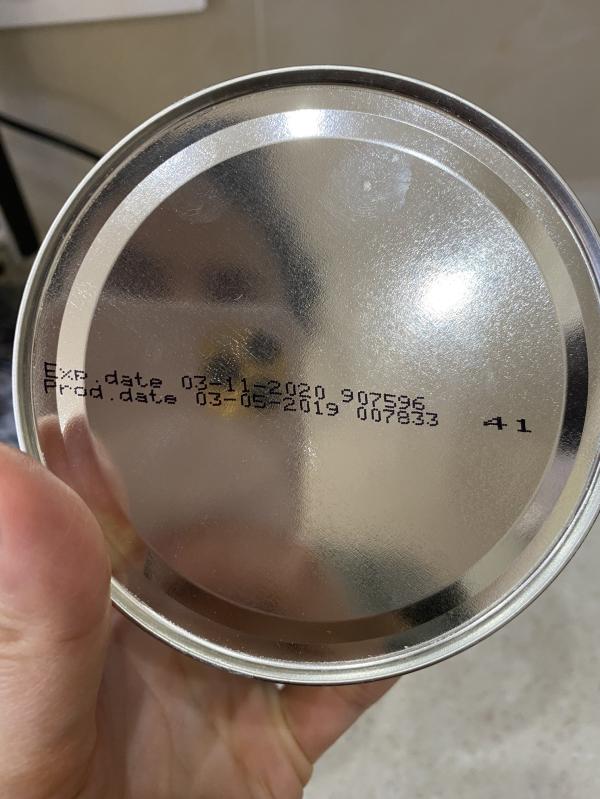 Exp.date 03-11-2020 907596
Prod.date 03-05-2019 007833 41